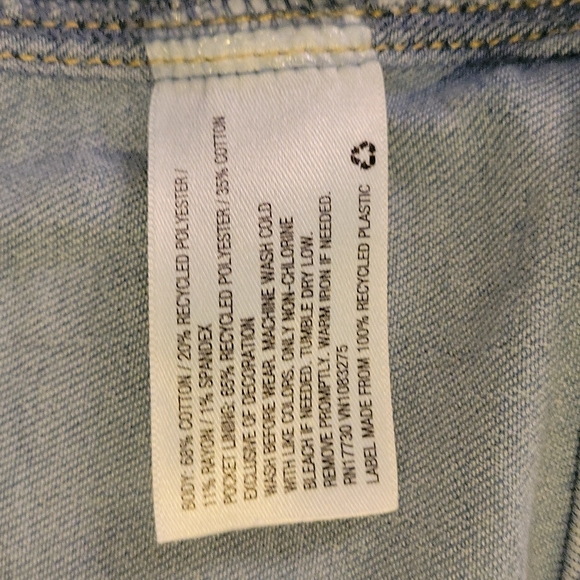 BODY: 68% COTTON / 20% RECYCLED POLYESTER /
11% RAYON / 1% SPANDEX
POCKET LINING: 65% RECYCLED POLYESTER / 35% COTTON
EXCLUSIVE OF DECORATION
WASH BEFORE WEAR. MACHINE WASH COLD
WITH LIKE COLORS, ONLY NON-CHLORINE
BLEACH IF NEEDED. TUMBLE DRY LOW.
REMOVE PROMPTLY. WARM IRON IF NEEDED.
RN17730 VN1083275
LABEL MADE FROM 100% RECYCLED PLASTIC